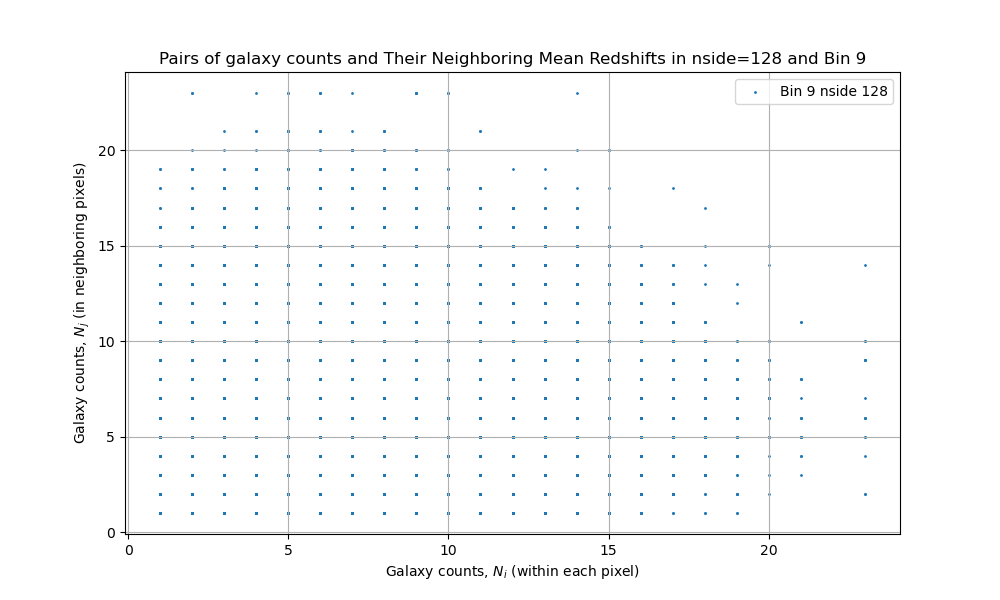 Pairs of galaxy counts and Their Neighboring Mean Redshifts in nside=128 and Bin 9
Bin 9 nside 128
Galaxy counts, $N_j$ (in neighboring pixels)
20
15
10
5
0
0 5 10 15 20
Galaxy counts, $N_i$ (within each pixel)